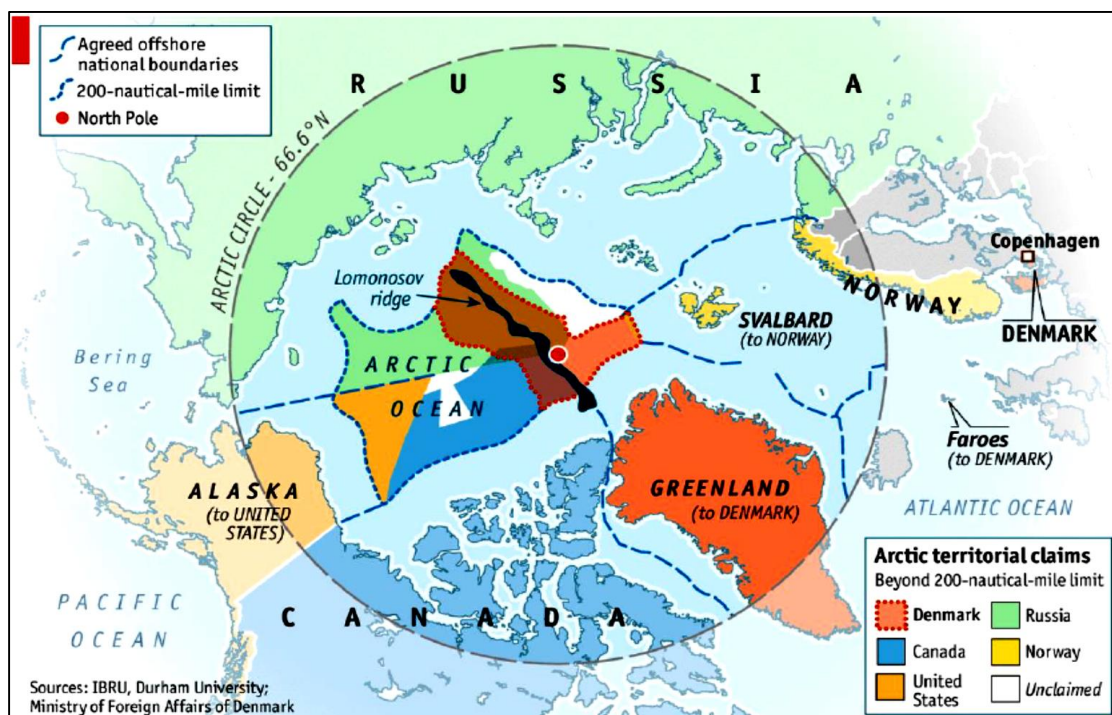 Agreed offshore
national boundaries
200-nautical-mile limit
North Pole
RUSSIA
ARCTIC CIRCLE - 66.6°N
Lomonosov
ridge
Copenhagen
NORWAY
DENMARK
SVALBARD
(to NORWAY)
ARCTIC
OCEAN
Bering
Sea
Faroes
(to DENMARK)
ALASKA
(to UNITED
STATES)
GREENLAND
(to DENMARK)
ATLANTIC OCEAN
PACIFIC
OCEAN
CANADA
Arctic territorial claims
Beyond 200-nautical-mile limit
Denmark
Russia
Canada
Norway
United
States
Unclaimed
Sources: IBRU, Durham University;
Ministry of Foreign Affairs of Denmark